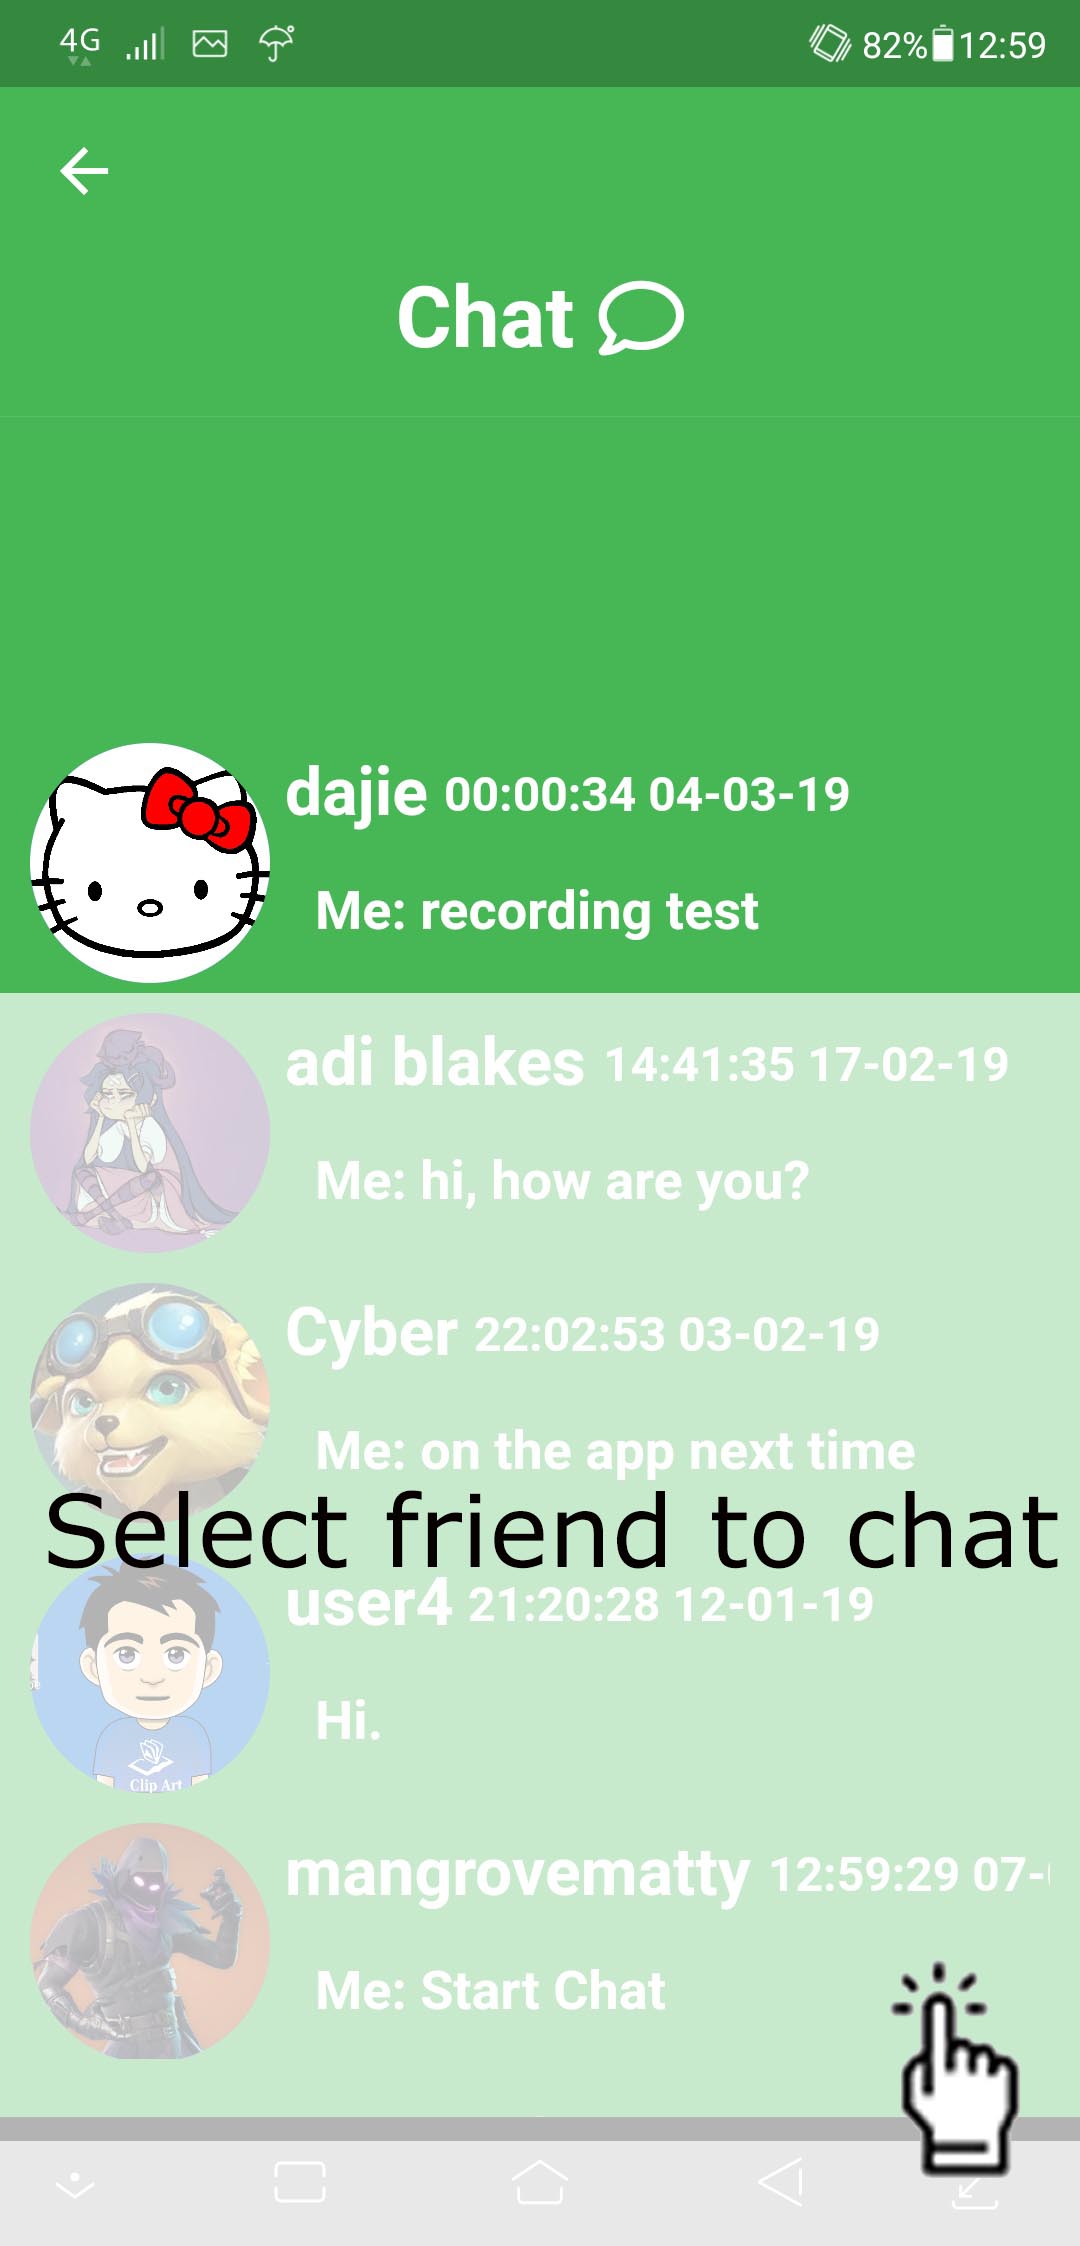 4G 82% 12:59
Chat
dajie 00:00:34 04-03-19
Me: recording test
adi blakes 14:41:35 17-02-19
Me: hi, how are you?
Cyber 22:02:53 03-02-19
Me: on the app next time
Select friend to chat
user4 21:20:28 12-01-19
Hi.
Clip Art
mangrovematty 12:59:29 07-
Me: Start Chat